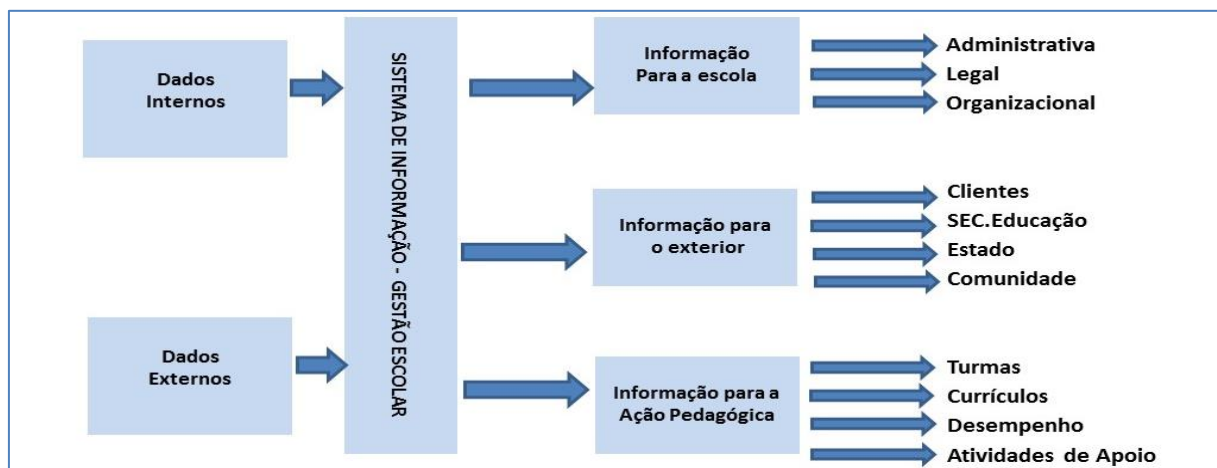 Dados
Internos
Dados
Externos
SISTEMA DE INFORMAÇÃO - GESTÃO ESCOLAR
Informação
Para a escola
Administrativa
Legal
Organizacional
Informação para
o exterior
Clientes
SEC.Educação
Estado
Comunidade
Informação para a
Ação Pedagógica
Turmas
Currículos
Desempenho
Atividades de Apoio